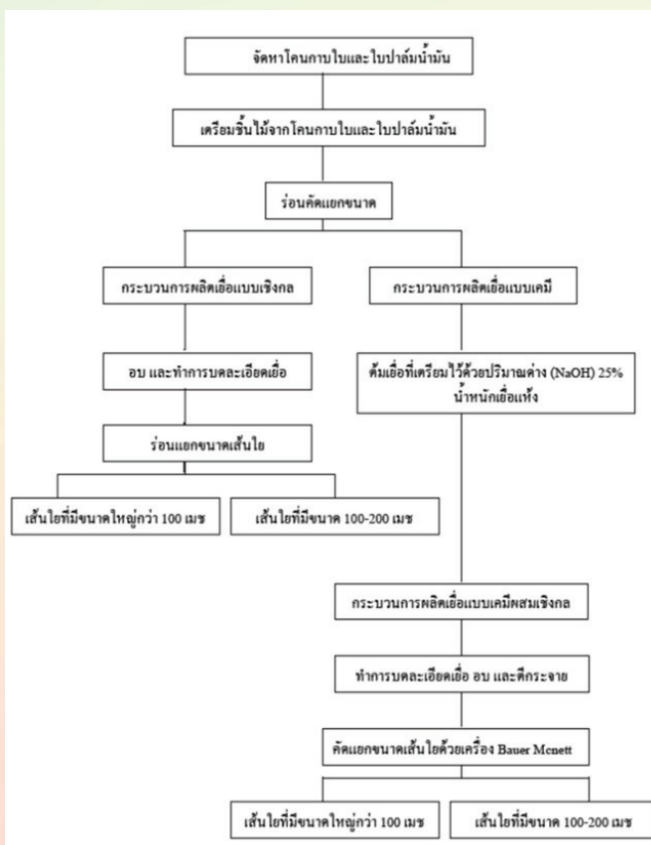 จัดหาโคนกาบใบและใบปาล์มน้ำมัน
เตรียมชิ้นไม้จากโคนกาบใบและใบปาล์มน้ำมัน
ร่อนคัดแยกขนาด
กระบวนการผลิตเยื่อแบบเชิงกล
กระบวนการผลิตเยื่อแบบเคมี
อบ และทำการบดละเอียดเยื่อ
ต้มเยื่อที่เตรียมไว้ด้วยปริมาณด่าง (NaOH) 25%
น้ำหนักเยื่อแห้ง
ร่อนแยกขนาดเส้นใย
เส้นใยที่มีขนาดใหญ่กว่า 100 เมช
เส้นใยที่มีขนาด 100-200 เมช
กระบวนการผลิตเยื่อแบบเคมีผสมเชิงกล
ทำการบดละเอียดเยื่อ อบ และตีกระจาย
คัดแยกขนาดเส้นใยด้วยเครื่อง Bauer Mcnett
เส้นใยที่มีขนาดใหญ่กว่า 100 เมช
เส้นใยที่มีขนาด 100-200 เมช